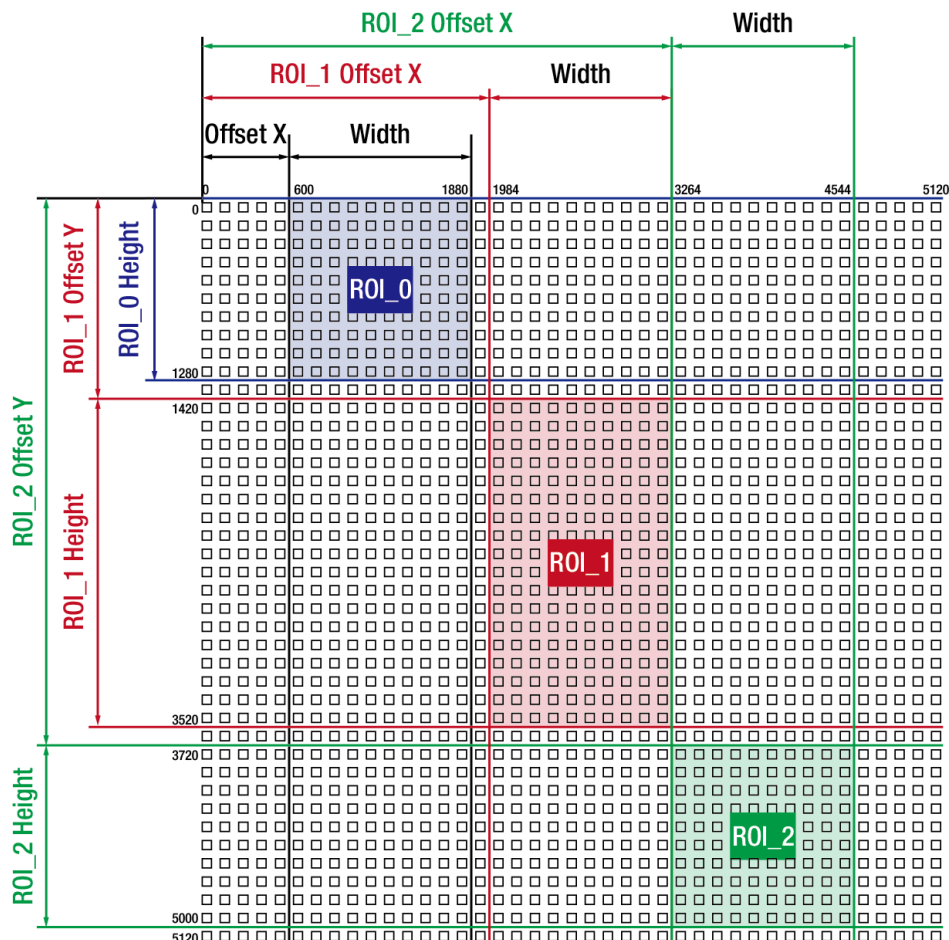 ROI_2 Offset X
Width
ROI_1 Offset X
Width
Offset X
Width
0
600
1880
1984
3264
4544
5120
0
ROI_2 Offset Y
ROI_1 Offset Y
ROI_0 Height
ROI_0
1280
1420
ROI_1 Height
ROI_1
3520
3720
ROI_2 Height
ROI_2
5000
5120